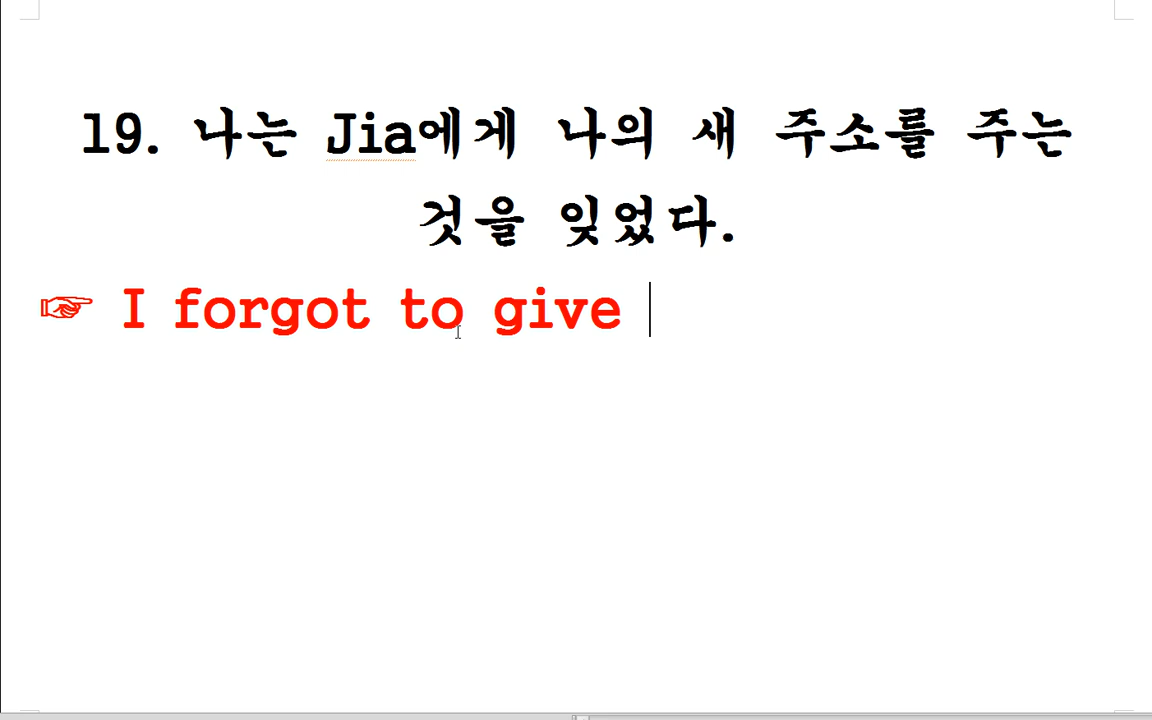 19. 나는 Jia에게 나의 새 주소를 주는
것을 잊었다.
☞ I forgot to give